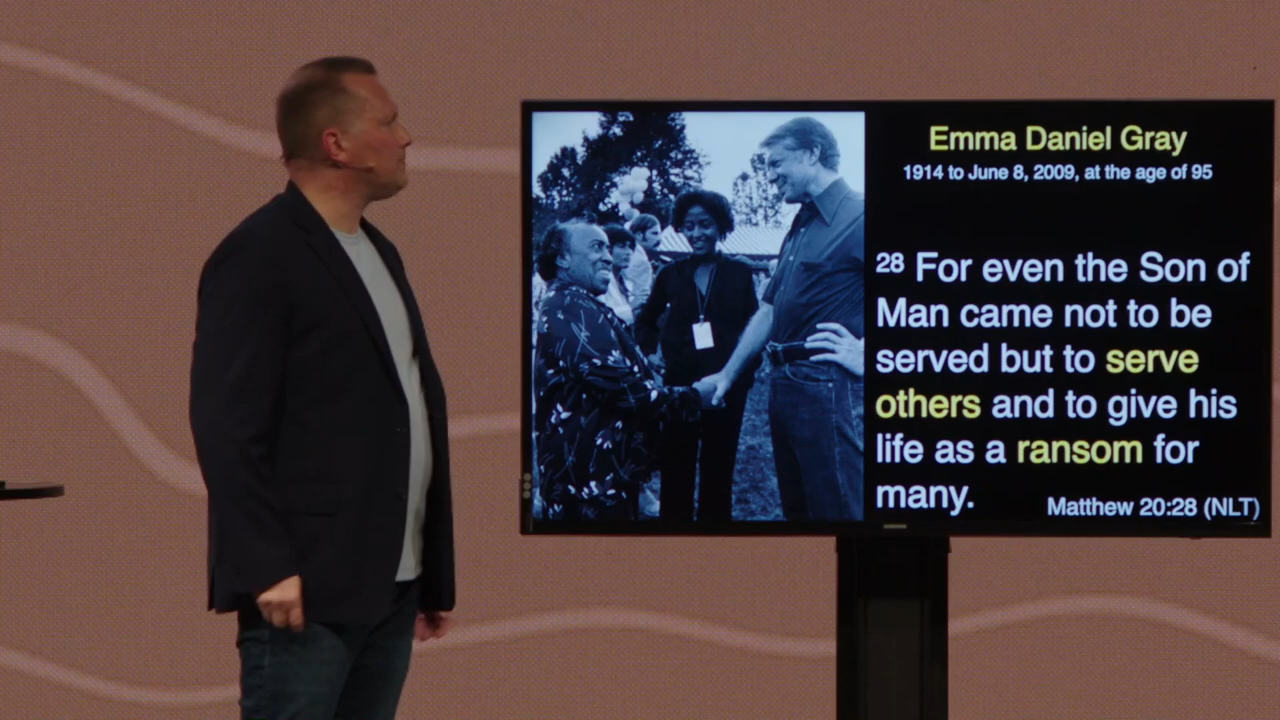 Emma Daniel Gray
1914 to June 8, 2009, at the age of 95
28 For even the Son of
Man came not to be
served but to serve
others and to give his
life as a ransom for
many.
Matthew 20:28 (NLT)